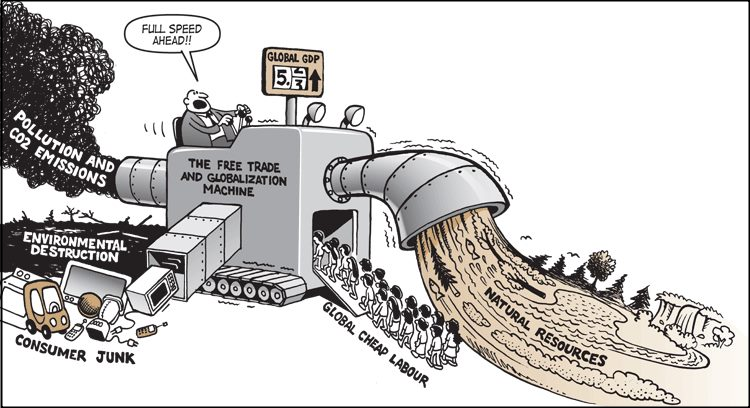 FULL SPEED
AHEAD!!
GLOBAL GDP
5.
POLLUTION AND
CO2 EMISSIONS
THE FREE TRADE
AND GLOBALIZATION
MACHINE
ENVIRONMENTAL
DESTRUCTION
CONSUMER JUNK
GLOBAL CHEAP LABOUR
NATURAL RESOURCES